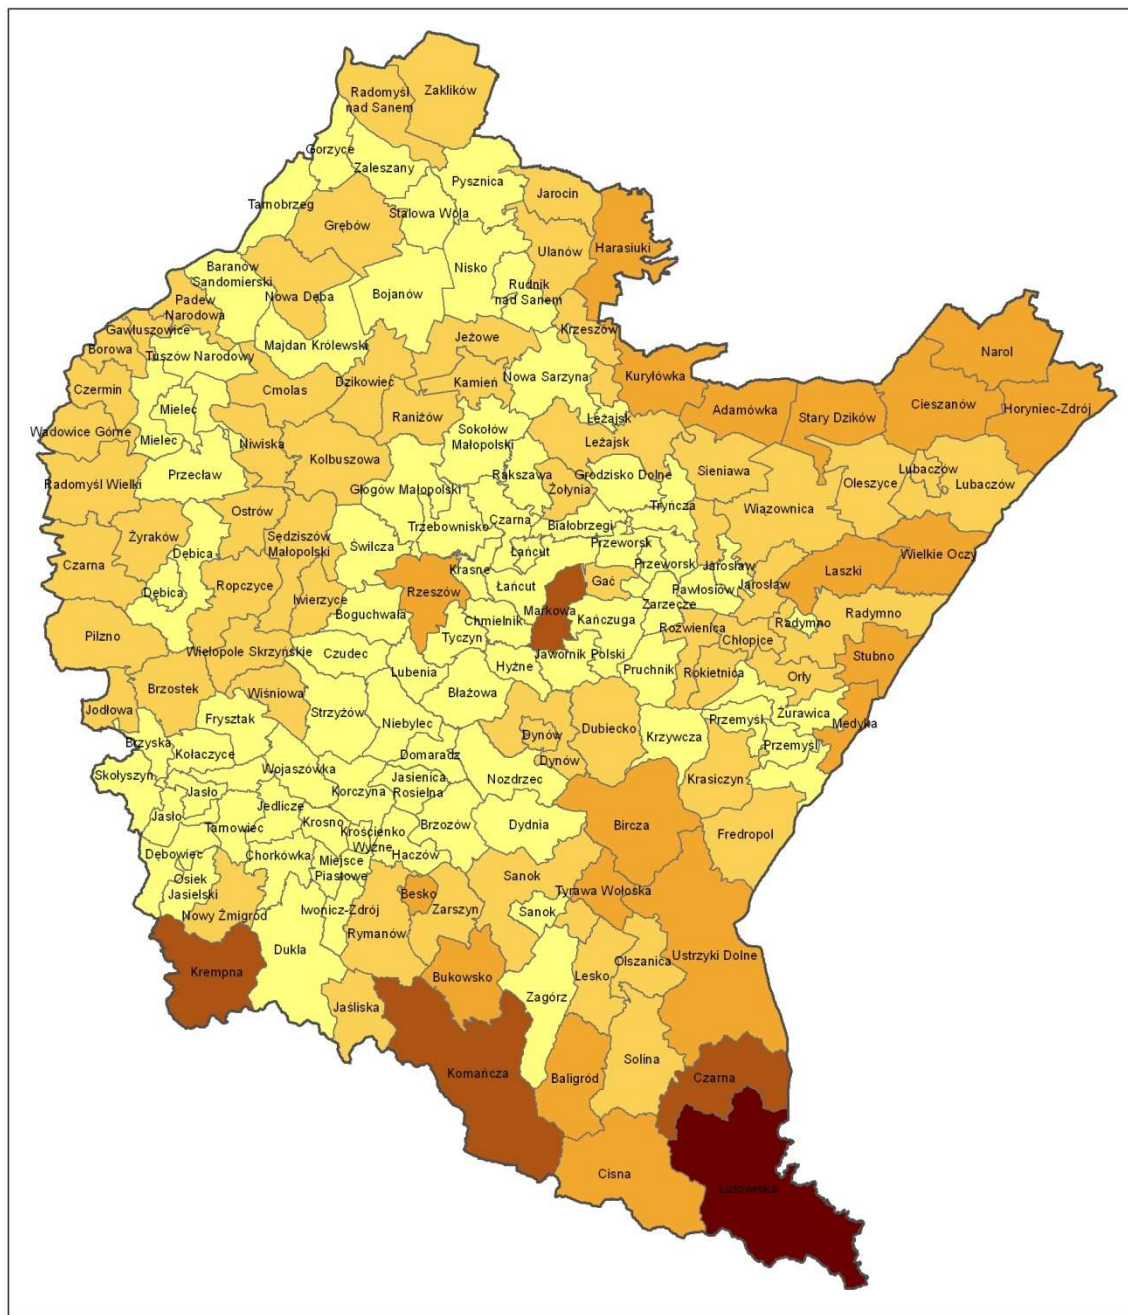 Zaklików
Radomyśl
nad Sanem
Gorzyce
Zaleszany
Pysznica
Jarocin
Tarnobrzeg
Stalowa Wola
Grębów
Ulanów
Harasiuki
Nisko
Baranów
Sandomierski
Rudnik
nad Sanem
Nowa Dęba
Bojanów
Padew
Narodowa
Gawłuszowice
Krzeszów
Jeżowe
Majdan Królewski
Borowa
Tuszów Narodowy
Narol
Nowa Sarzyna
Kuryłówka
Dzikowiec
Kamień
Czermin
Cmolas
Adamówka
Stary Dzików
Cieszanów
Horyniec-Zdrój
Mielec
Raniżów
Leżajsk
Sokołów
Małopolski
Wadowice Górne
Mielec
Niwiska
Leżajsk
Kolbuszowa
Przecław
Rakszawa
Grodzisko Dolne
Sieniawa
Lubaczów
Lubaczów
Oleszyce
Radomyśl Wielki
Głogów Małopolski
Żołynia
Tryńcza
Wiązownica
Ostrów
Czarna
Trzebownisko
Białobrzegi
Żyraków
Sędziszów
Małopolski
Świlcza
Łańcut
Przeworsk
Wielkie Oczy
Dębica
Czarna
Krasne
Przeworsk
Jarosław
Laszki
Ropczyce
Rzeszów
Łańcut
Gać
Pawłosiów
Jarosław
Dębica
Iwierzyce
Markowa
Zarzecze
Radymno
Boguchwała
Chmielnik
Kańczuga
Radymno
Pilzno
Tyczyn
Roźwienica
Chłopice
Wielopole Skrzyńskie
Czudec
Jawornik Polski
Stubno
Lubenia
Hyżne
Pruchnik
Rokietnica
Orły
Brzostek
Wiśniowa
Błażowa
Jodłowa
Strzyżów
Frysztak
Niebylec
Dubiecko
Przemyśl
Żurawica
Medyka
Dynów
Krzywcza
Brzyska
Kołaczyce
Domaradz
Dynów
Przemyśl
Skołyszyn
Wojaszówka
Jasienica
Rosielna
Nozdrzec
Krasiczyn
Jasło
Jedlicze
Korczyna
Jasło
Tarnowiec
Krosno
Krościenko
Wyżne
Brzozów
Dydnia
Bircza
Fredropol
Dębowiec
Chorkówka
Miejsce
Piastowe
Haczów
Osiek
Jasielski
Sanok
Besko
Tyrawa Wołoska
Nowy Żmigród
Iwonicz-Zdrój
Zarszyn
Sanok
Rymanów
Dukla
Ustrzyki Dolne
Krempna
Bukowsko
Olszanica
Lesko
Zagórz
Jaśliska
Solina
Komańcza
Baligród
Czarna
Cisna
Lutowiska